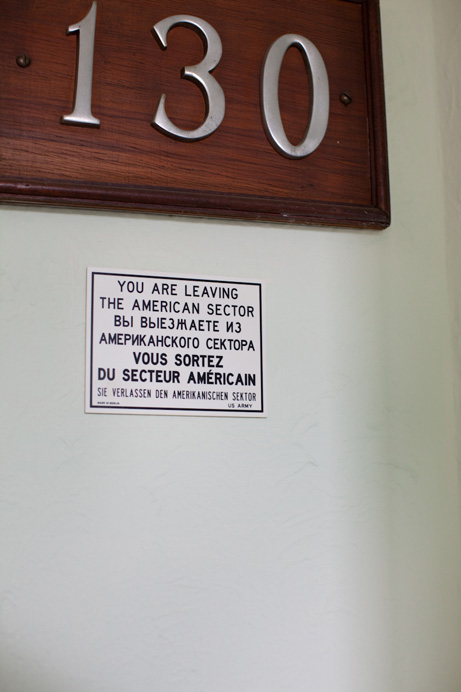 130
YOU ARE LEAVING
THE AMERICAN SECTOR
ВЫ ВЫЕЗЖАЕТЕ ИЗ
АМЕРИКАНСКОГО СЕКТОРА
VOUS SORTEZ
DU SECTEUR AMÉRICAIN
SIE VERLASSEN DEN AMERIKANISCHEN SEKTOR
US ARMY